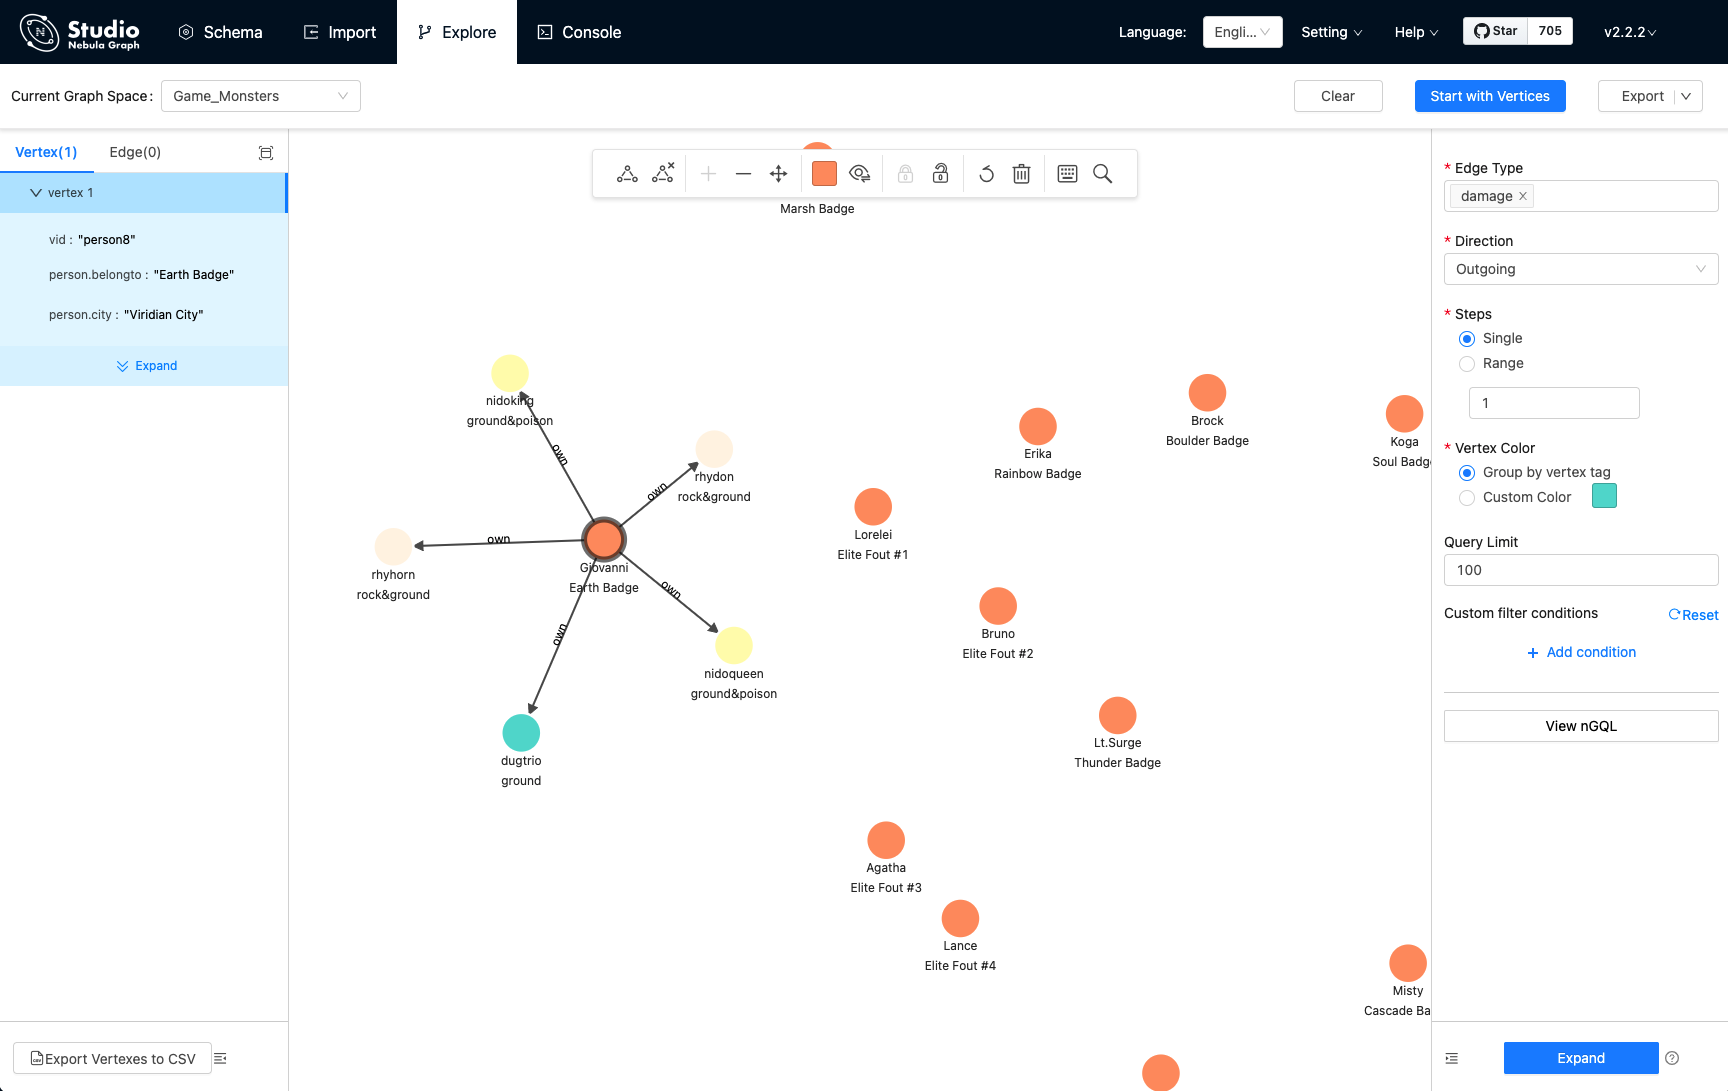 Studio
Nebula Graph
Schema
Import
Explore
Console
Language:
Engli...
Setting
Help
Star
705
v2.2.2
Current Graph Space :
Game_Monsters
Clear
Start with Vertices
Export
Vertex(1)
Edge(0)
vertex 1
vid : "person8"
person.belongto : "Earth Badge"
person.city : "Viridian City"
Expand
Export Vertexes to CSV
Marsh Badge
nidoking
ground&poison
own
rhydon
rock&ground
own
rhyhorn
rock&ground
own
Giovanni
Earth Badge
own
nidoqueen
ground&poison
own
dugtrio
ground
Brock
Boulder Badge
Koga
Soul Badge
Erika
Rainbow Badge
Lorelei
Elite Fout #1
Bruno
Elite Fout #2
Lt.Surge
Thunder Badge
Agatha
Elite Fout #3
Lance
Elite Fout #4
Misty
Cascade Ba
* Edge Type
damage
* Direction
Outgoing
* Steps
Single
Range
1
* Vertex Color
Group by vertex tag
Custom Color
Query Limit
100
Custom filter conditions
Reset
+ Add condition
View nGQL
Expand